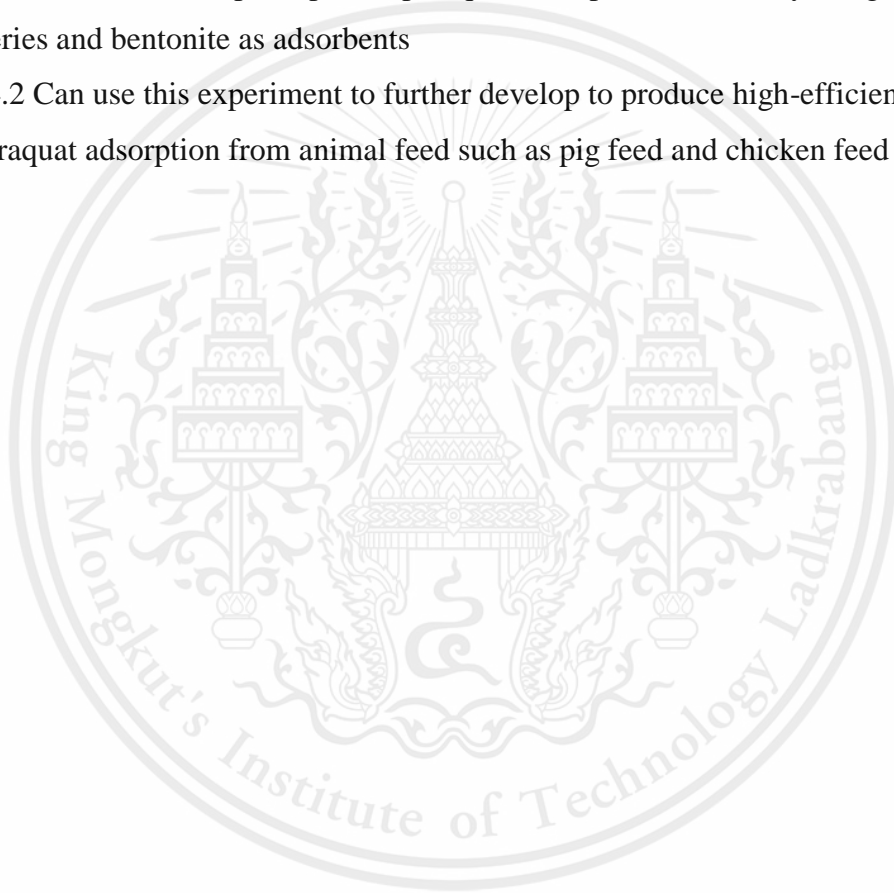 eries and bentonite as adsorbents
.2 Can use this experiment to further develop to produce high-efficien
raquat adsorption from animal feed such as pig feed and chicken feed
King Mongkut's Institute of Technology Ladkrabang